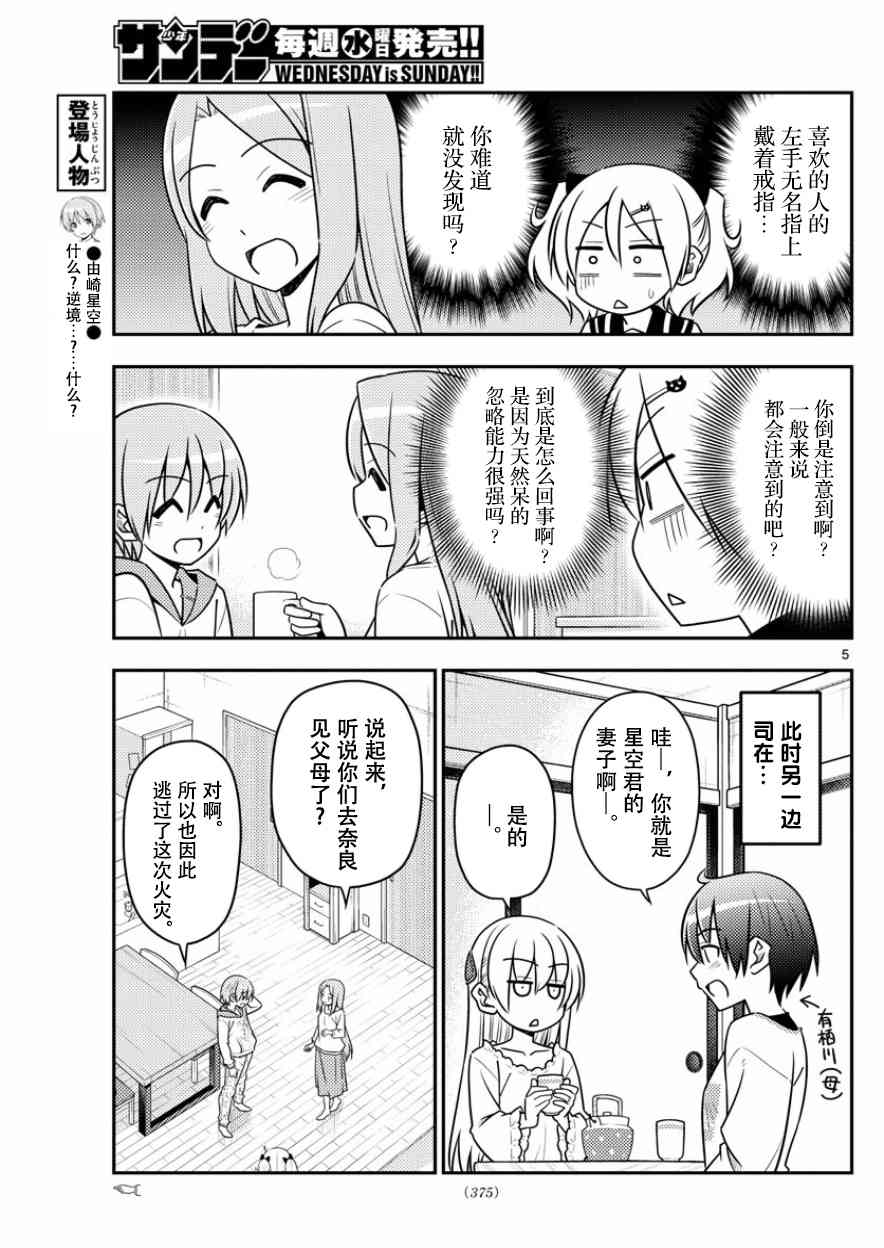 少年サンデー
毎週水曜日発売!!
WEDNESDAY is SUNDAY!!
とうじょうじんぶつ
登場人物
●由崎星空●
什么?逆境…?…什么?
喜欢的人的
左手无名指上
戴着戒指…
你难道
就没发现吗?
你倒是注意到啊?
一般来说
都会注意到的吧?
到底是怎么回事啊?
是因为天然呆的
忽略能力很强吗?
5
此时另一边
司在…
哇—,你就是
星空君的
妻子啊—。
是的
—。
有栖川(母)
说起来,
听说你们去奈良
见父母了?
对啊。
所以也因此
逃过了这次火灾。
(375)